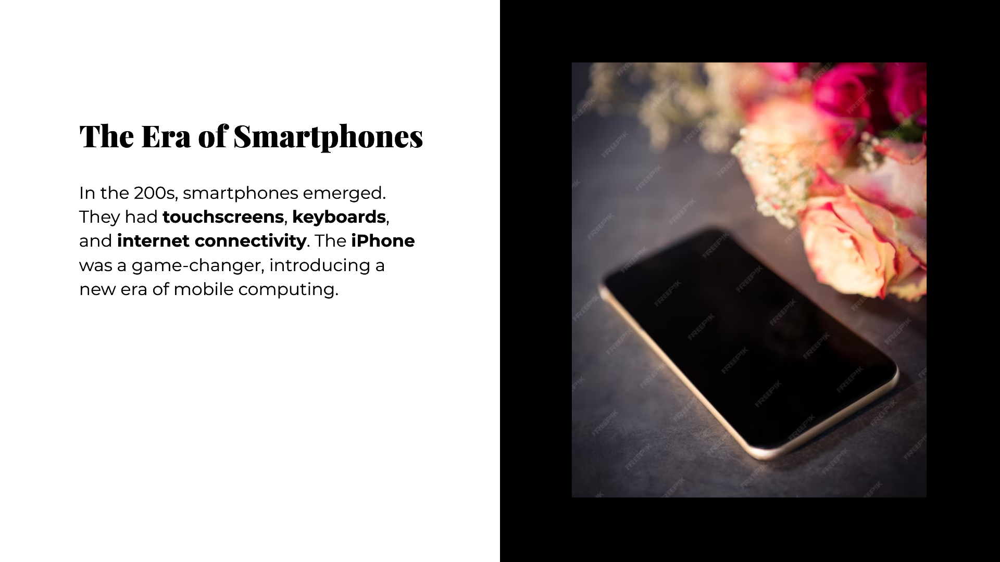 The Era of Smartphones
In the 200s, smartphones emerged.
They had touchscreens, keyboards,
and internet connectivity. The iPhone
was a game-changer, introducing a
new era of mobile computing.
FREEPIK